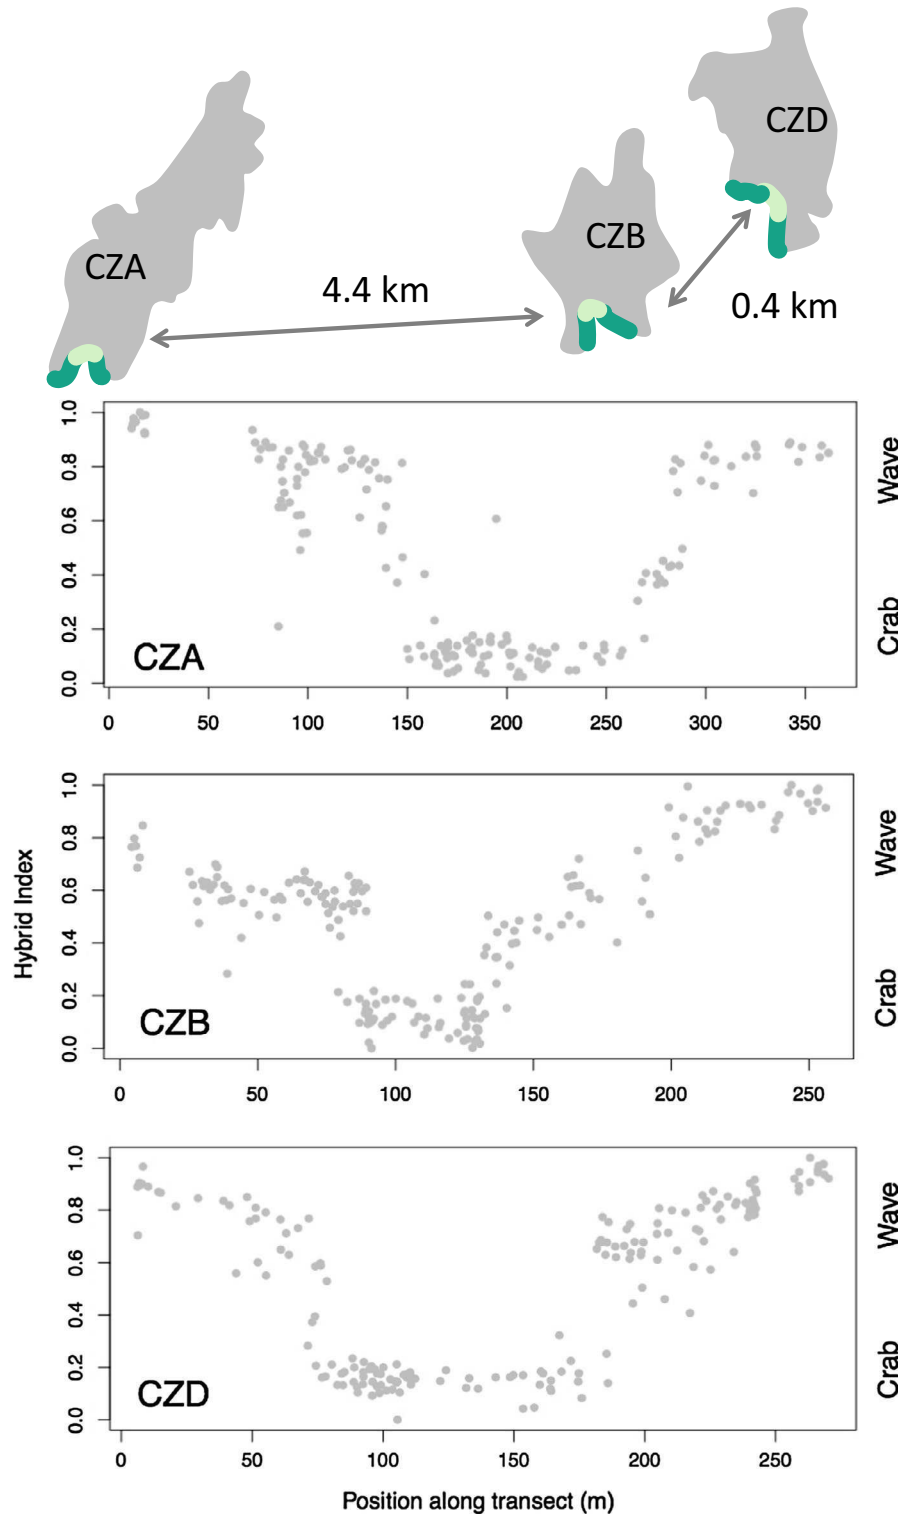 CZD
CZB
CZA
4.4 km
0.4 km
1.0
0.8
0.6
0.4
0.2
0.0
Wave
Crab
CZA
0 50 100 150 200 250 300 350
1.0
0.8
0.6
0.4
0.2
0.0
Hybrid Index
Wave
Crab
CZB
0 50 100 150 200 250
1.0
0.8
0.6
0.4
0.2
0.0
Wave
Crab
CZD
0 50 100 150 200 250
Position along transect (m)